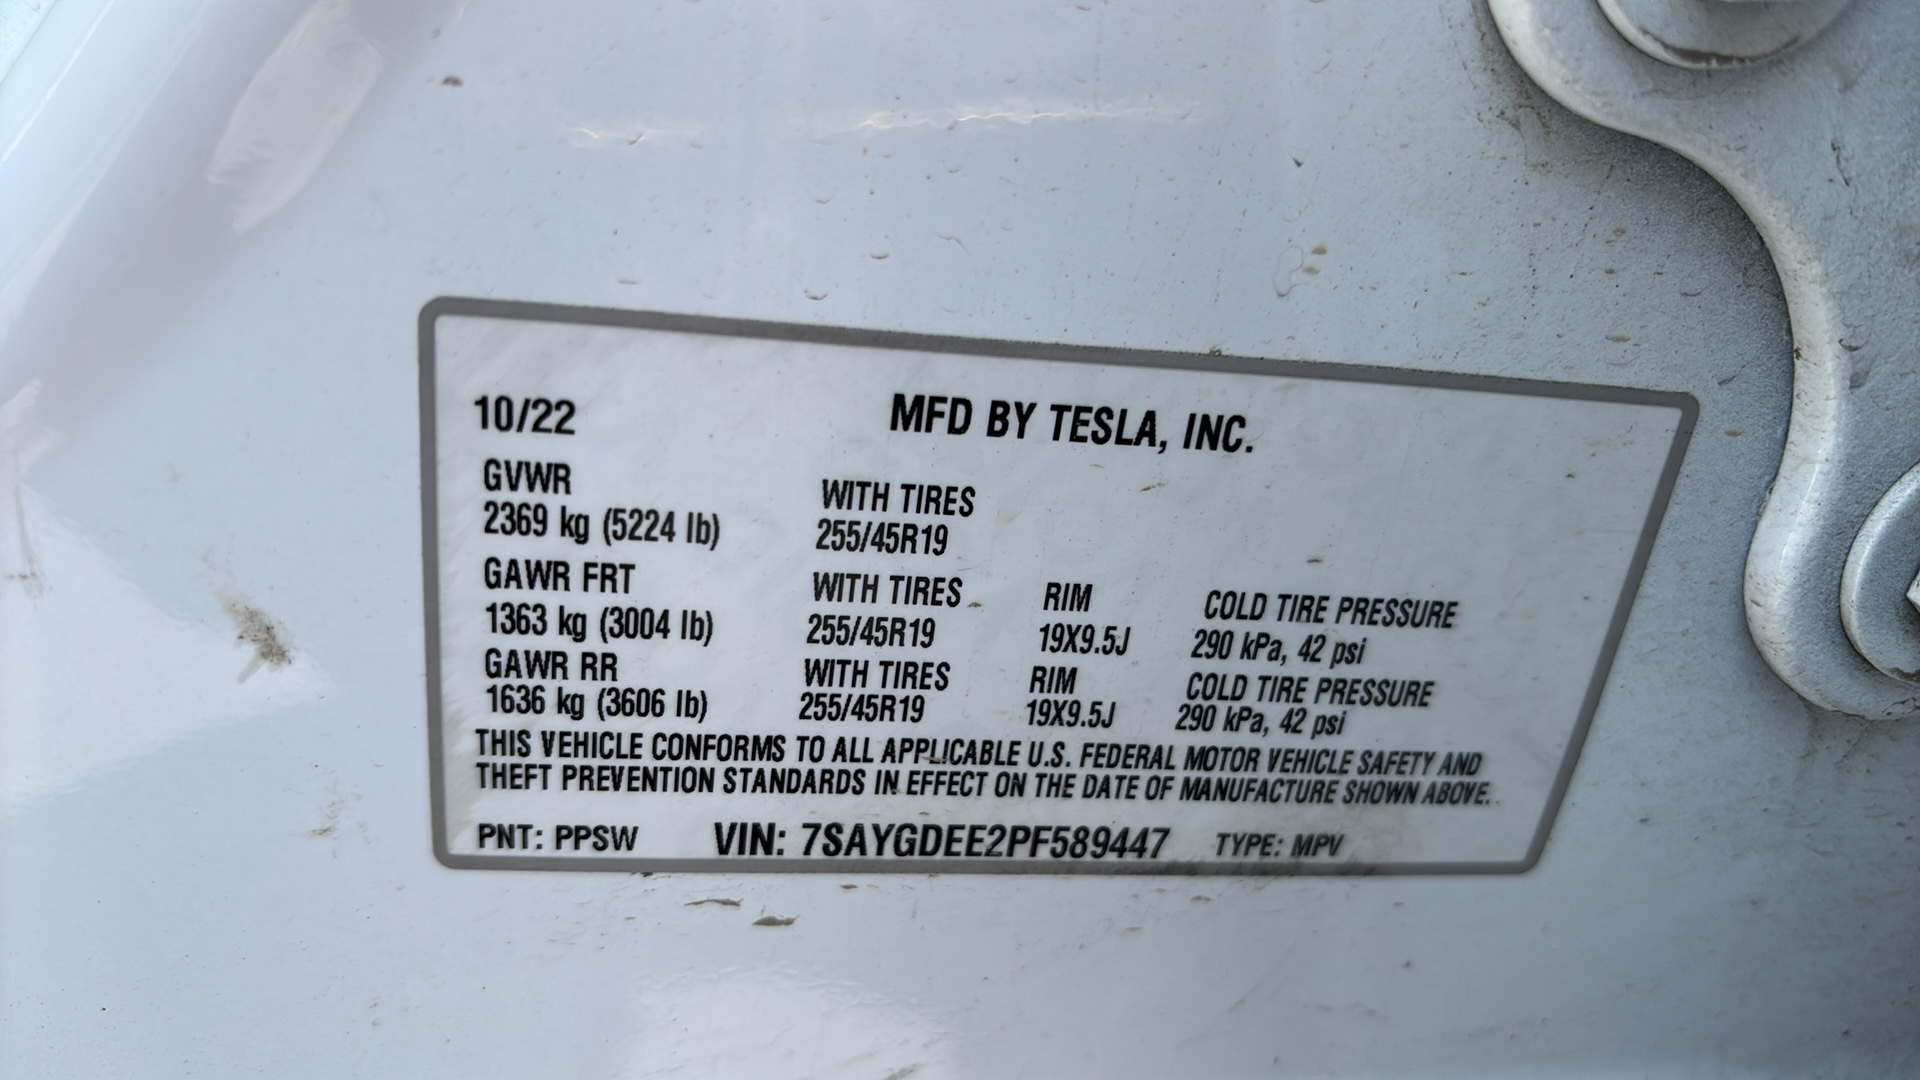 10/22 MFD BY TESLA, INC.
GVWR WITH TIRES
2369 kg (5224 lb) 255/45R19
GAWR FRT WITH TIRES RIM COLD TIRE PRESSURE
1363 kg (3004 lb) 255/45R19 19X9.5J 290 kPa, 42 psi
GAWR RR WITH TIRES RIM COLD TIRE PRESSURE
1636 kg (3606 lb) 255/45R19 19X9.5J 290 kPa, 42 psi
THIS VEHICLE CONFORMS TO ALL APPLICABLE U.S. FEDERAL MOTOR VEHICLE SAFETY AND
THEFT PREVENTION STANDARDS IN EFFECT ON THE DATE OF MANUFACTURE SHOWN ABOVE.
PNT: PPSW VIN: 7SAYGDEE2PF589447 TYPE: MPV